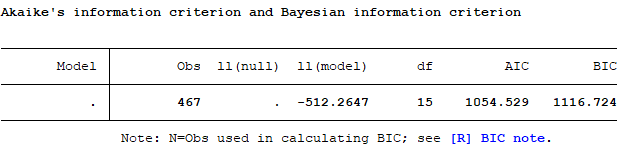 Akaike's information criterion and Bayesian information criterion
Model Obs ll(null) ll(model) df AIC BIC
. 467 . -512.2647 15 1054.529 1116.724
Note: N=Obs used in calculating BIC; see [R] BIC note.